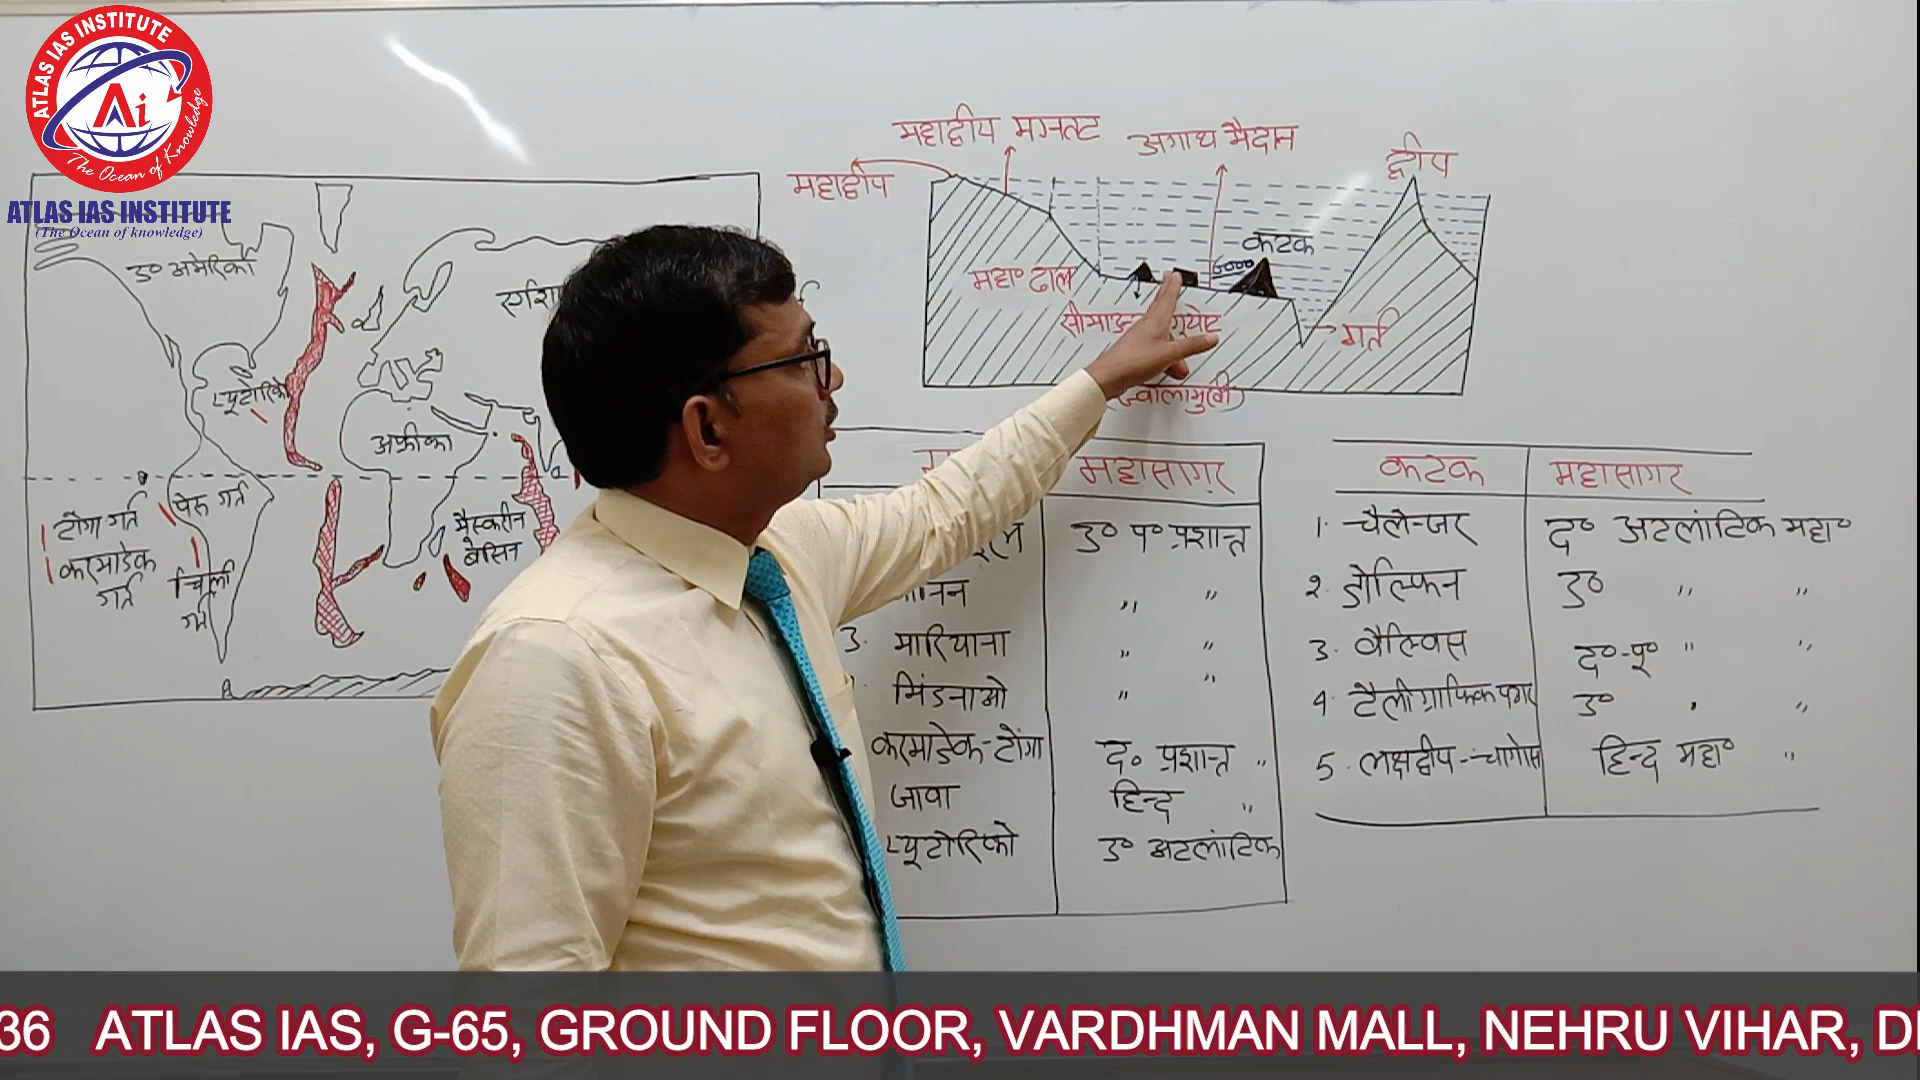 ATLAS IAS INSTITUTE
Ai
The Ocean of Knowledge
ATLAS IAS INSTITUTE
(The Ocean of knowledge)
उ० अमेरिका
प्यूटोरिको
अफ्रीका
टोंगा गर्त
करमाडेक
गर्त
पेरू गर्त
चिली
गर्त
मैस्करीन
बेसिन
महाद्वीप मग्नतट
अगाध मैदान
द्वीप
महाद्वीप
कटक
महा० ढाल
गर्त
(ज्वालामुखी)
महासागर
उ० प० प्रशान्त
,, ,,
3. मारियाना ,, ,,
मिंडनाओ ,, ,,
करमाडेक-टोंगा द० प्रशान्त ,,
जावा हिन्द ,,
प्यूटोरिको उ० अटलांटिक
कटक महासागर
1. चैलेन्जर द० अटलांटिक महा०
2. डोल्फिन उ० ,, ,,
3. वैल्विस द०-पू० ,, ,,
4. टैलीग्राफिक उ० , ,,
5. लक्षद्वीप-चागोस हिन्द महा० ,,
36 ATLAS IAS, G-65, GROUND FLOOR, VARDHMAN MALL, NEHRU VIHAR,